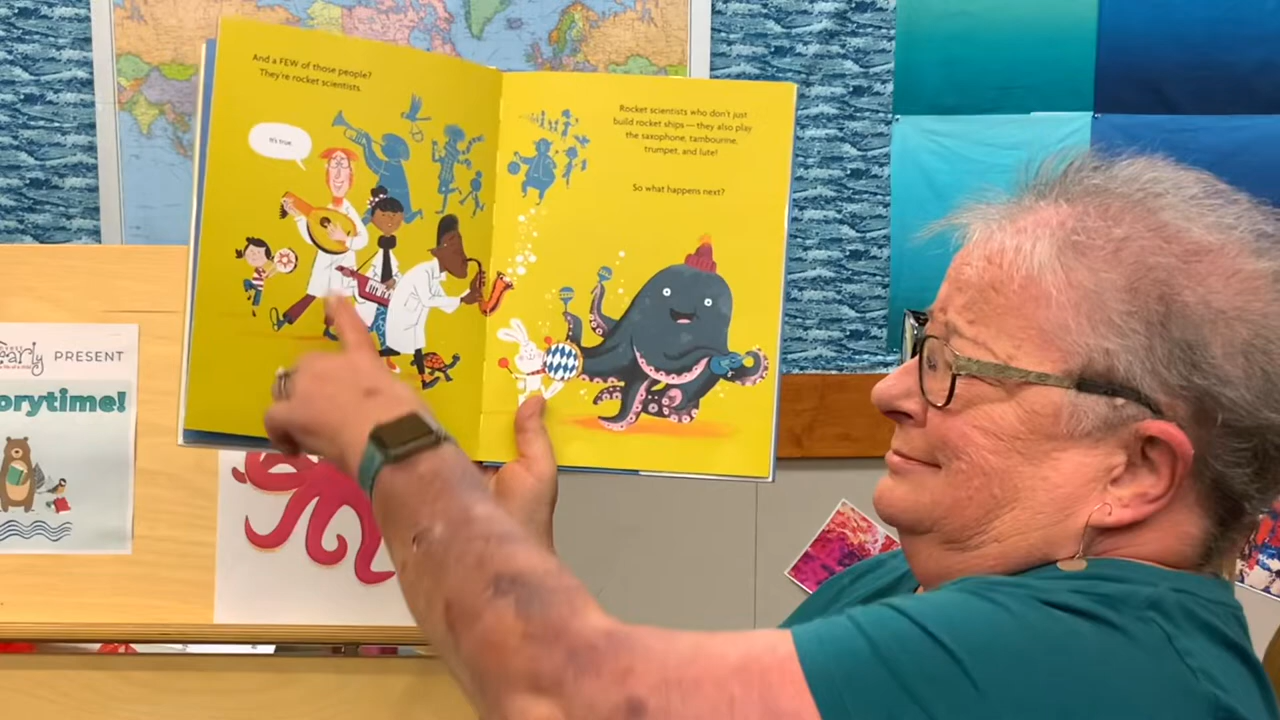 And a FEW of those people?
They're rocket scientists.
It's true.
Rocket scientists who don't just
build rocket ships — they also play
the saxophone, tambourine,
trumpet, and lute!
So what happens next?
early PRESENT
orytime!